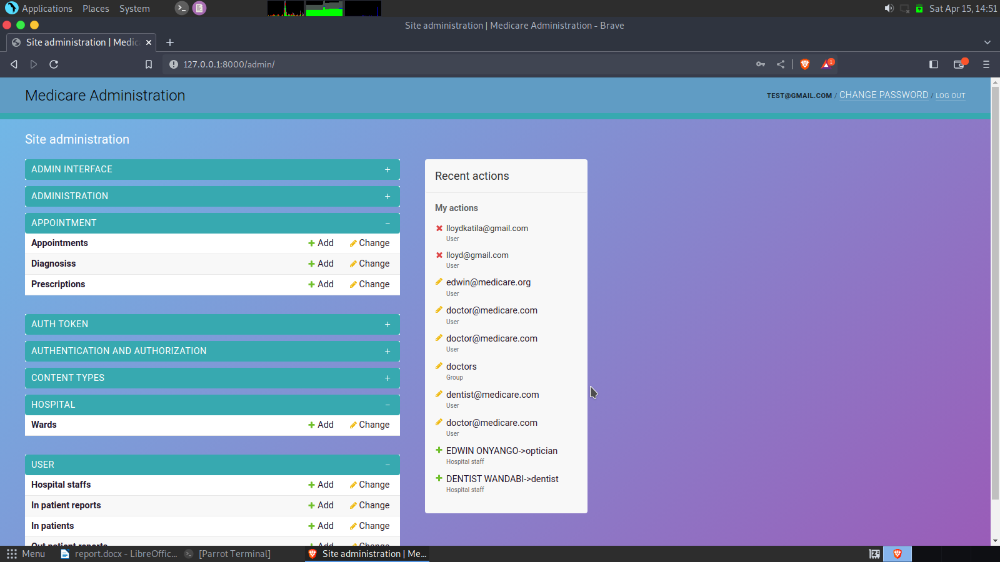 Applications Places System
Sat Apr 15, 14:51
Site administration | Medicare Administration - Brave
Site administration | Medic
127.0.0.1:8000/admin/
1
Medicare Administration
TEST@GMAIL.COM / CHANGE PASSWORD / LOG OUT
Site administration
ADMIN INTERFACE +
ADMINISTRATION +
APPOINTMENT −
Appointments Add Change
Diagnosiss Add Change
Prescriptions Add Change
AUTH TOKEN +
AUTHENTICATION AND AUTHORIZATION +
CONTENT TYPES +
HOSPITAL −
Wards Add Change
USER −
Hospital staffs Add Change
In patient reports Add Change
In patients Add Change
Out patient reports Add Change
Recent actions
My actions
lloydkatila@gmail.com
User
lloyd@gmail.com
User
edwin@medicare.org
User
doctor@medicare.com
User
doctor@medicare.com
User
doctors
Group
dentist@medicare.com
User
doctor@medicare.com
User
EDWIN ONYANGO->optician
Hospital staff
DENTIST WANDABI->dentist
Hospital staff
Menu
report.docx - LibreOffic...
[Parrot Terminal]
Site administration | Me...